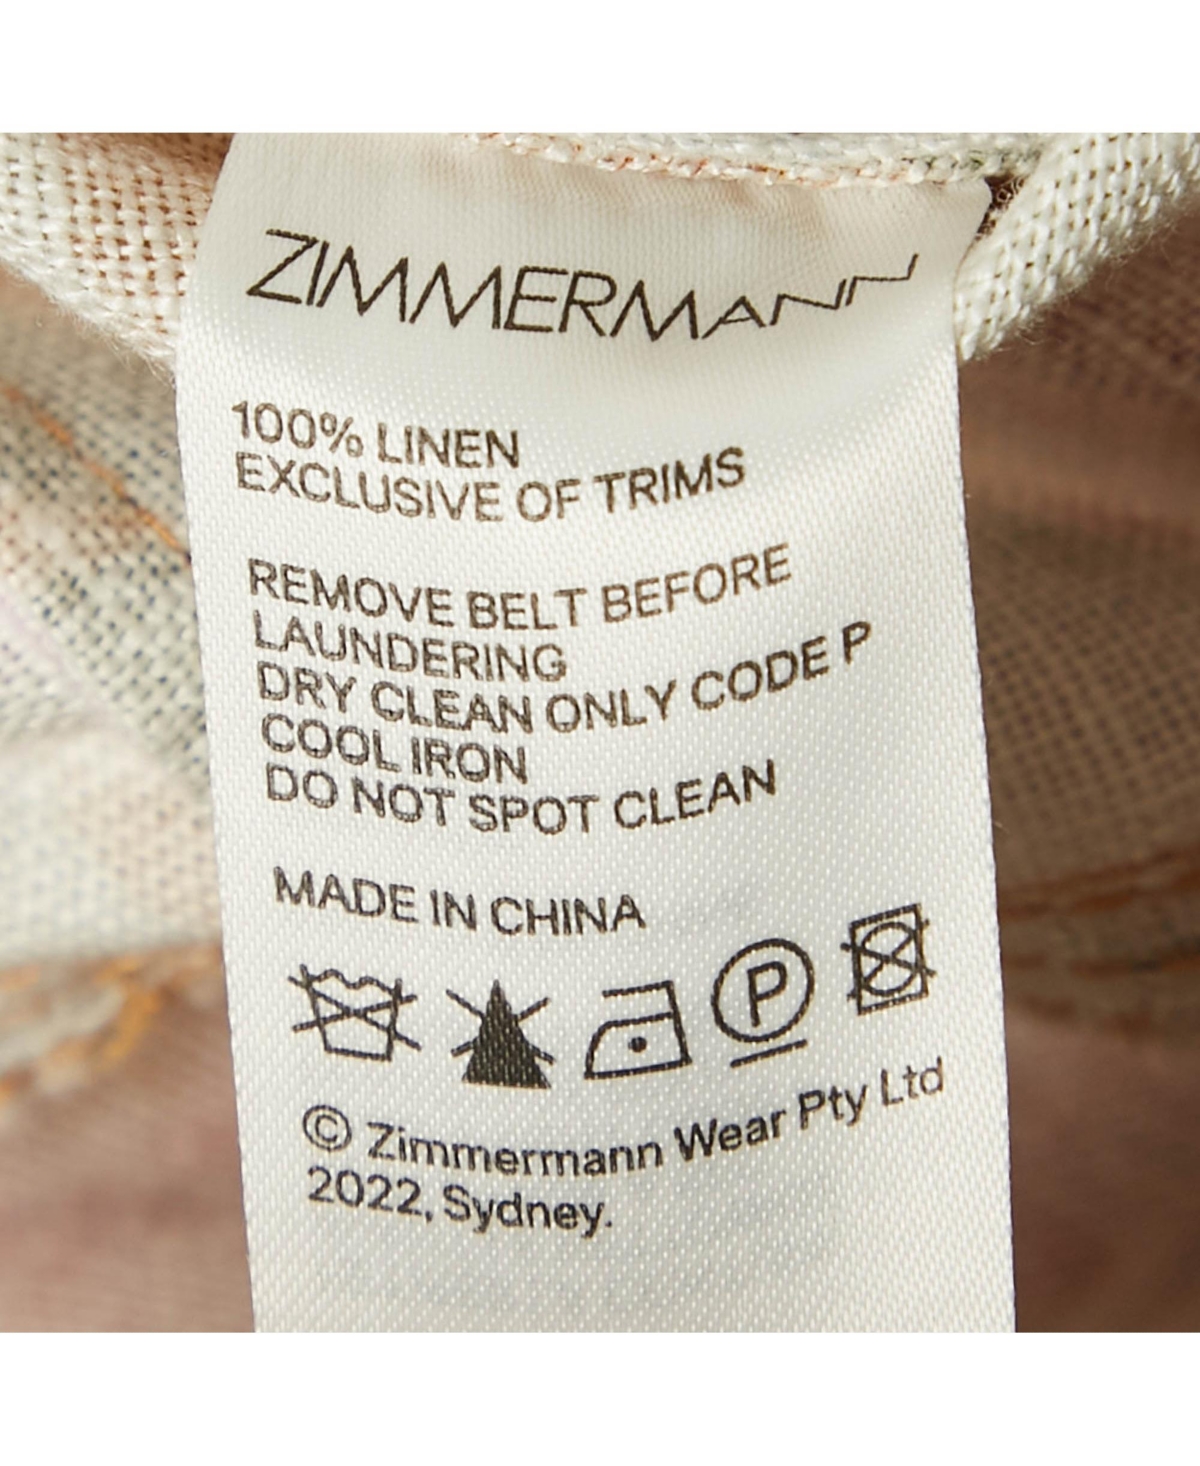 ZIMMERMANN
100% LINEN
EXCLUSIVE OF TRIMS
REMOVE BELT BEFORE
LAUNDERING
DRY CLEAN ONLY CODE P
COOL IRON
DO NOT SPOT CLEAN
MADE IN CHINA
P
© Zimmermann Wear Pty Ltd
2022, Sydney.